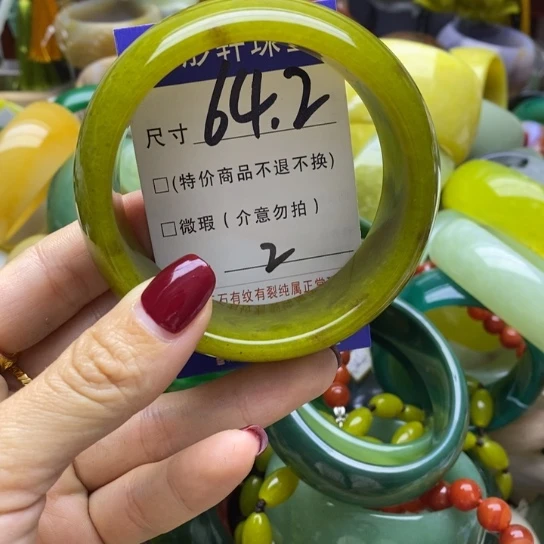 轩珠
尺寸 64.2
□(特价商品不退不换)
□微瑕（介意勿拍）
2
石有纹有裂纯属正常